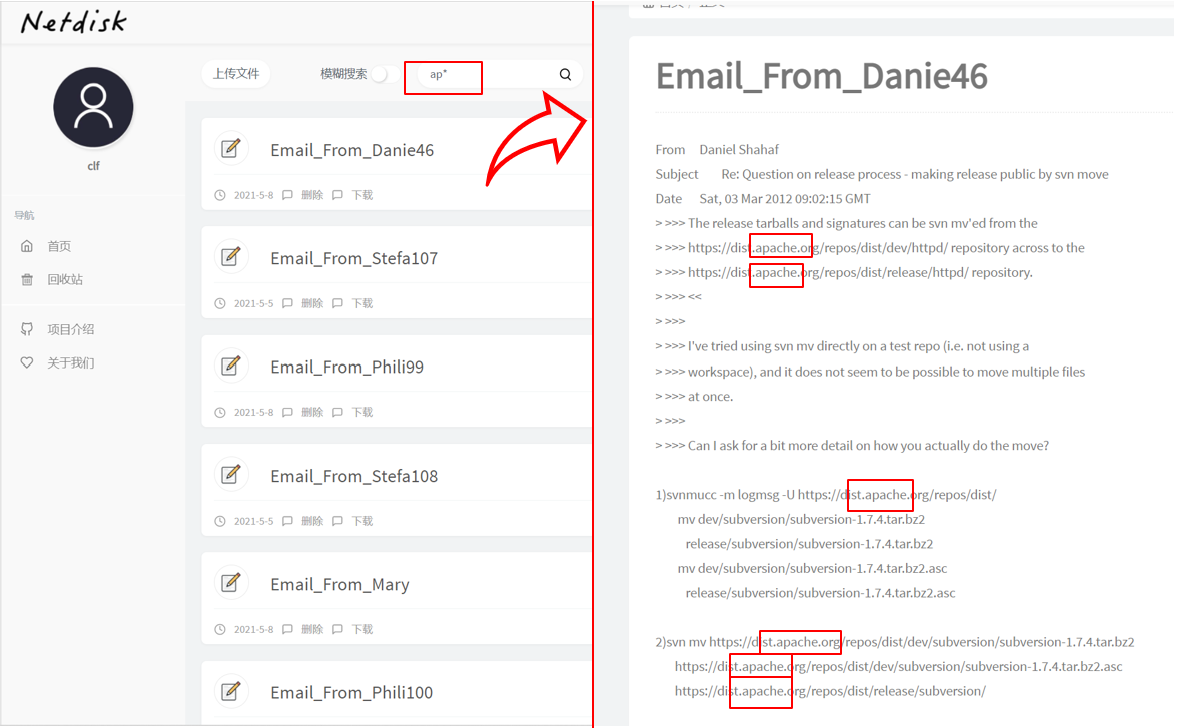 Netdisk
clf
导航
首页
回收站
项目介绍
关于我们
上传文件
模糊搜索
ap*
Email_From_Danie46
2021-5-8 删除 下载
Email_From_Stefa107
2021-5-5 删除 下载
Email_From_Phili99
2021-5-8 删除 下载
Email_From_Stefa108
2021-5-5 删除 下载
Email_From_Mary
2021-5-8 删除 下载
Email_From_Phili100
Email_From_Danie46
From Daniel Shahaf
Subject Re: Question on release process - making release public by svn move
Date Sat, 03 Mar 2012 09:02:15 GMT
> >>> The release tarballs and signatures can be svn mv'ed from the
> >>> https://dist.apache.org/repos/dist/dev/httpd/ repository across to the
> >>> https://dist.apache.org/repos/dist/release/httpd/ repository.
> >>> <<
> >>>
> >>> I've tried using svn mv directly on a test repo (i.e. not using a
> >>> workspace), and it does not seem to be possible to move multiple files
> >>> at once.
> >>>
> >>> Can I ask for a bit more detail on how you actually do the move?
1)svnmucc -m logmsg -U https://dist.apache.org/repos/dist/
mv dev/subversion/subversion-1.7.4.tar.bz2
release/subversion/subversion-1.7.4.tar.bz2
mv dev/subversion/subversion-1.7.4.tar.bz2.asc
release/subversion/subversion-1.7.4.tar.bz2.asc
2)svn mv https://dist.apache.org/repos/dist/dev/subversion/subversion-1.7.4.tar.bz2
https://dist.apache.org/repos/dist/dev/subversion/subversion-1.7.4.tar.bz2.asc
https://dist.apache.org/repos/dist/release/subversion/